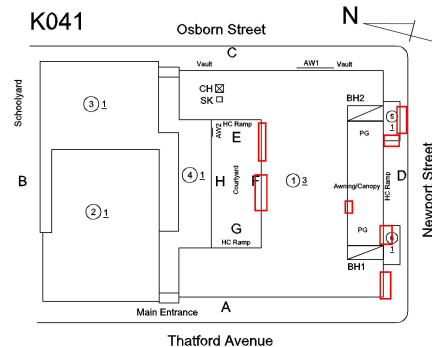 K041
Osborn Street
N
C
Vault
AW1
Vault
CH
SK
BH2
Schoolyard
3 1
5
1
HC Ramp
AW2
E
PG
B
4 1
H
Courtyard
F
1 3
HC Ramp
D
Newport Street
Awning/Canopy
2 1
G
PG
HC Ramp
1
BH1
Main Entrance
A
Thatford Avenue